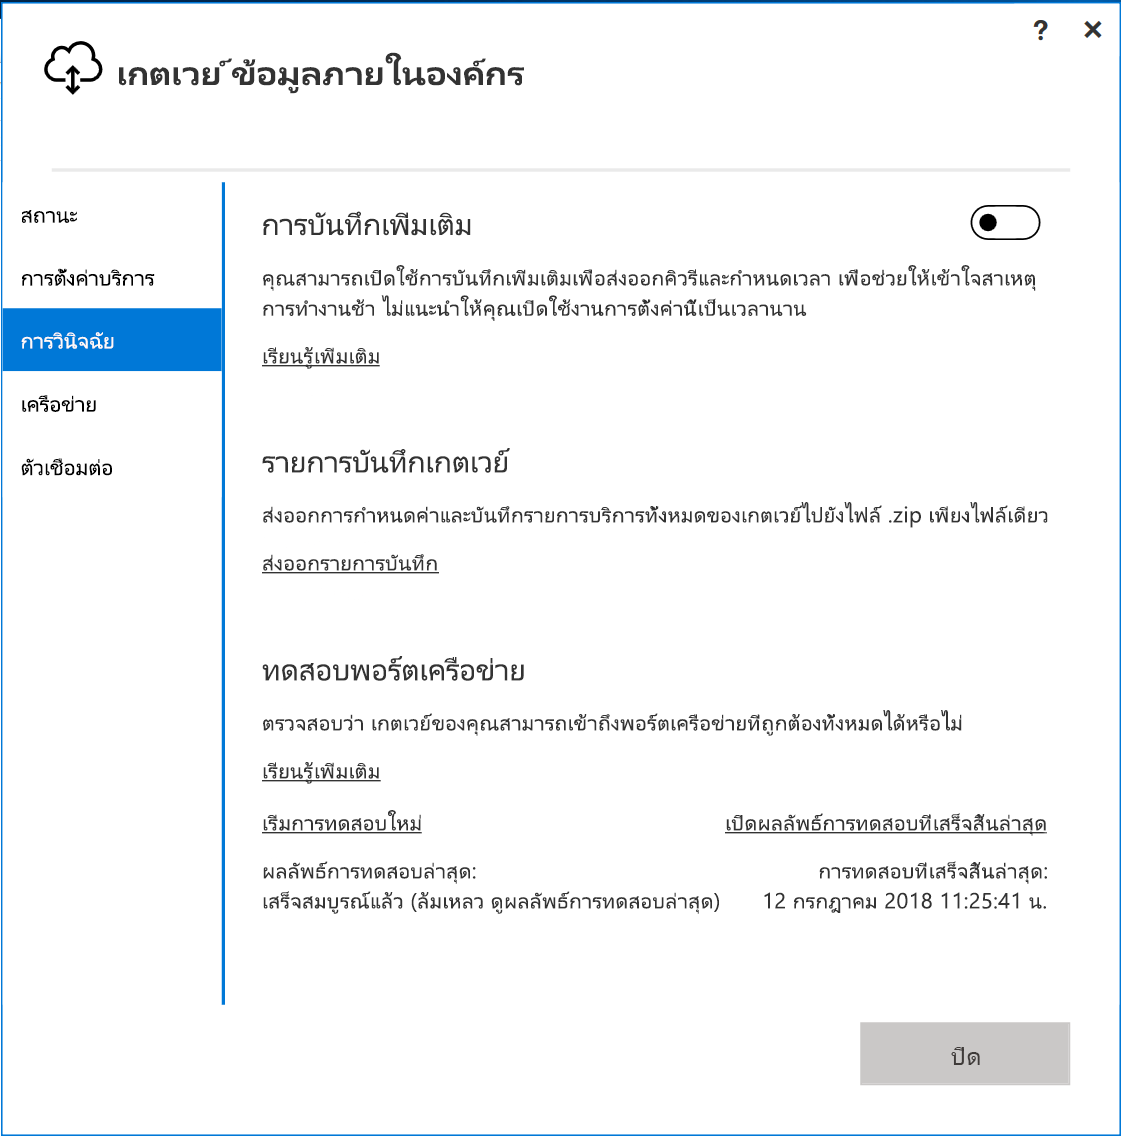 ?
เกตเวย์ข้อมูลภายในองค์กร
สถานะ
การตั้งค่าบริการ
การวินิจฉัย
เครือข่าย
ตัวเชื่อมต่อ
การบันทึกเพิ่มเติม
คุณสามารถเปิดใช้การบันทึกเพิ่มเติมเพื่อส่งออกคิวรีและกำหนดเวลา เพื่อช่วยให้เข้าใจสาเหตุ
การทำงานช้า ไม่แนะนำให้คุณเปิดใช้งานการตั้งค่านี้เป็นเวลานาน
เรียนรู้เพิ่มเติม
รายการบันทึกเกตเวย์
ส่งออกการกำหนดค่าและบันทึกรายการบริการทั้งหมดของเกตเวย์ไปยังไฟล์ .zip เพียงไฟล์เดียว
ส่งออกรายการบันทึก
ทดสอบพอร์ตเครือข่าย
ตรวจสอบว่า เกตเวย์ของคุณสามารถเข้าถึงพอร์ตเครือข่ายที่ถูกต้องทั้งหมดได้หรือไม่
เรียนรู้เพิ่มเติม
เริ่มการทดสอบใหม่
เปิดผลลัพธ์การทดสอบที่เสร็จสิ้นล่าสุด
ผลลัพธ์การทดสอบล่าสุด:
การทดสอบที่เสร็จสิ้นล่าสุด:
เสร็จสมบูรณ์แล้ว (ล้มเหลว ดูผลลัพธ์การทดสอบล่าสุด)
12 กรกฎาคม 2018 11:25:41 น.
ปิด